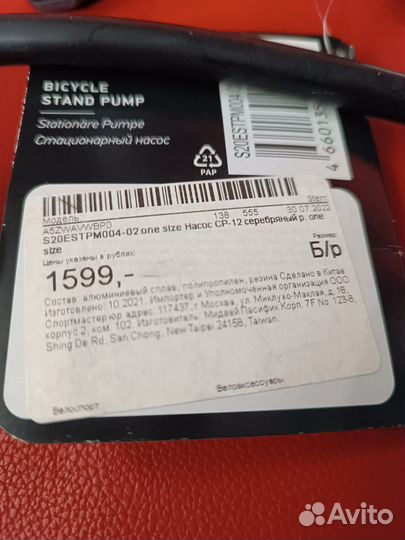 BICYCLE
STAND PUMP
Stationäre Pumpe
Стационарный насос
21
PAP
S20ESTPM004
Модель:
138 555
Stern
A5ZWAVWBP0
30.07.2022
S20ESTPM004-02 one size Насос CP-12 серебряный р. one
size
Размер:
Цены указаны в рублях:
Б/р
1599,-
Состав: алюминиевый сплав, полипропилен, резина Сделано в Китае
Изготовлено: 10.2021. Импортер и Уполномоченная организация ООО
Спортмастер юр. адрес: 117437, г. Москва, ул. Миклухо-Маклая, д. 18,
корпус 2, ком. 102. Изготовитель: Мидвей Пасифик Корп. 7F No. 123-8,
Shing De Rd, San Chong, New Taipei 24158, Taiwan.
Велоаксессуары
Велоспорт
Avito